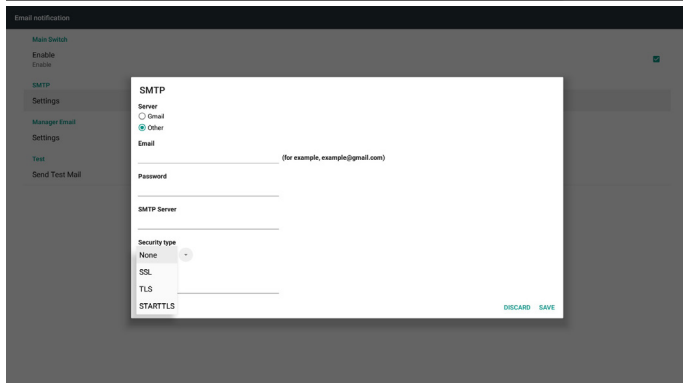 Email notification
Main Switch
Enable
Enable
SMTP
Settings
Manager Email
Settings
Test
Send Test Mail
SMTP
Server
Gmail
Other
Email
(for example, example@gmail.com)
Password
SMTP Server
Security type
None
SSL
TLS
STARTTLS
DISCARD SAVE